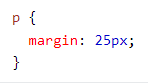 p {
  margin: 25px;
}